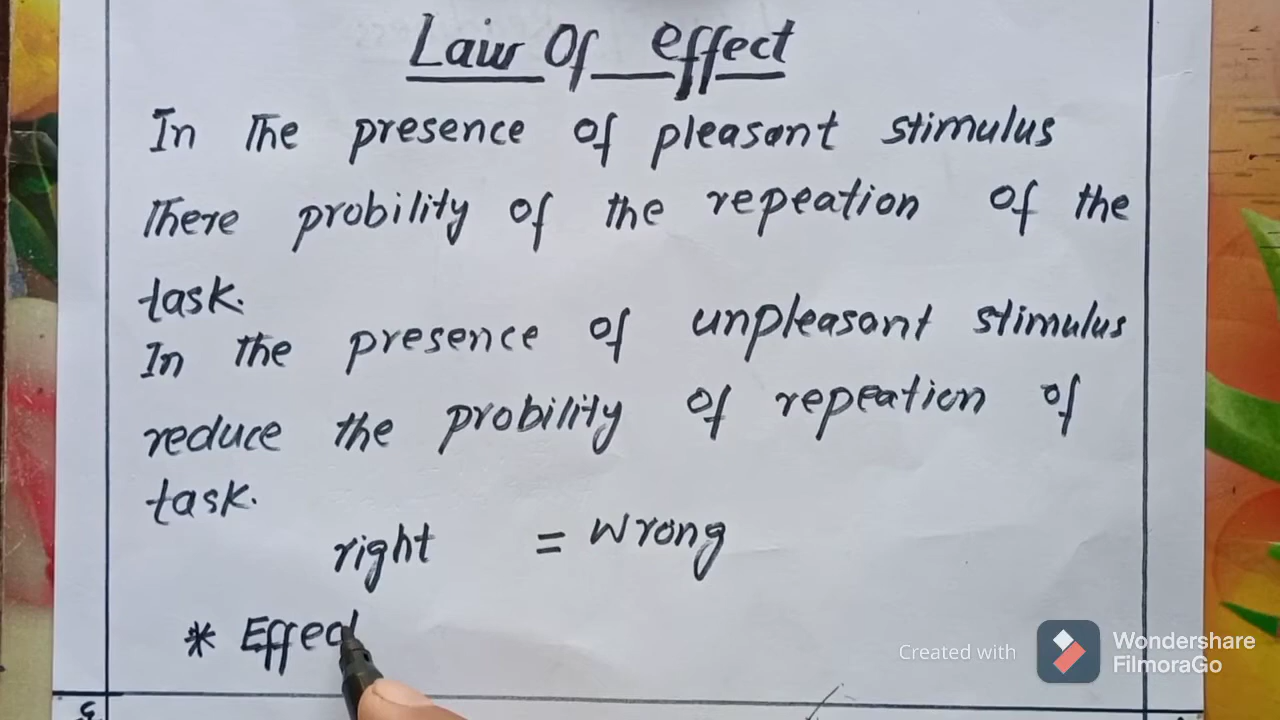 Law Of effect
In The presence of pleasant stimulus
There probility of the repeation of the
task.
In the presence of unpleasant stimulus
reduce the probility of repeation of
task.
right = Wrong
* Effec
Created with
Wondershare
FilmoraGo